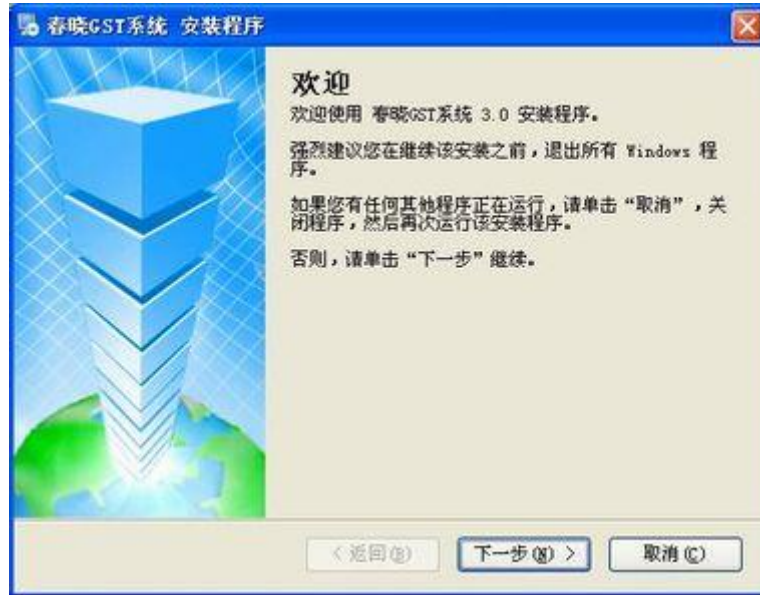 春晓GST系统 安装程序
欢迎
欢迎使用 春晓GST系统 3.0 安装程序。
强烈建议您在继续该安装之前，退出所有 Windows 程
序。
如果您有任何其他程序正在运行，请单击“取消”，关
闭程序，然后再次运行该安装程序。
否则，请单击“下一步”继续。
< 返回(B)
下一步(N) >
取消(C)